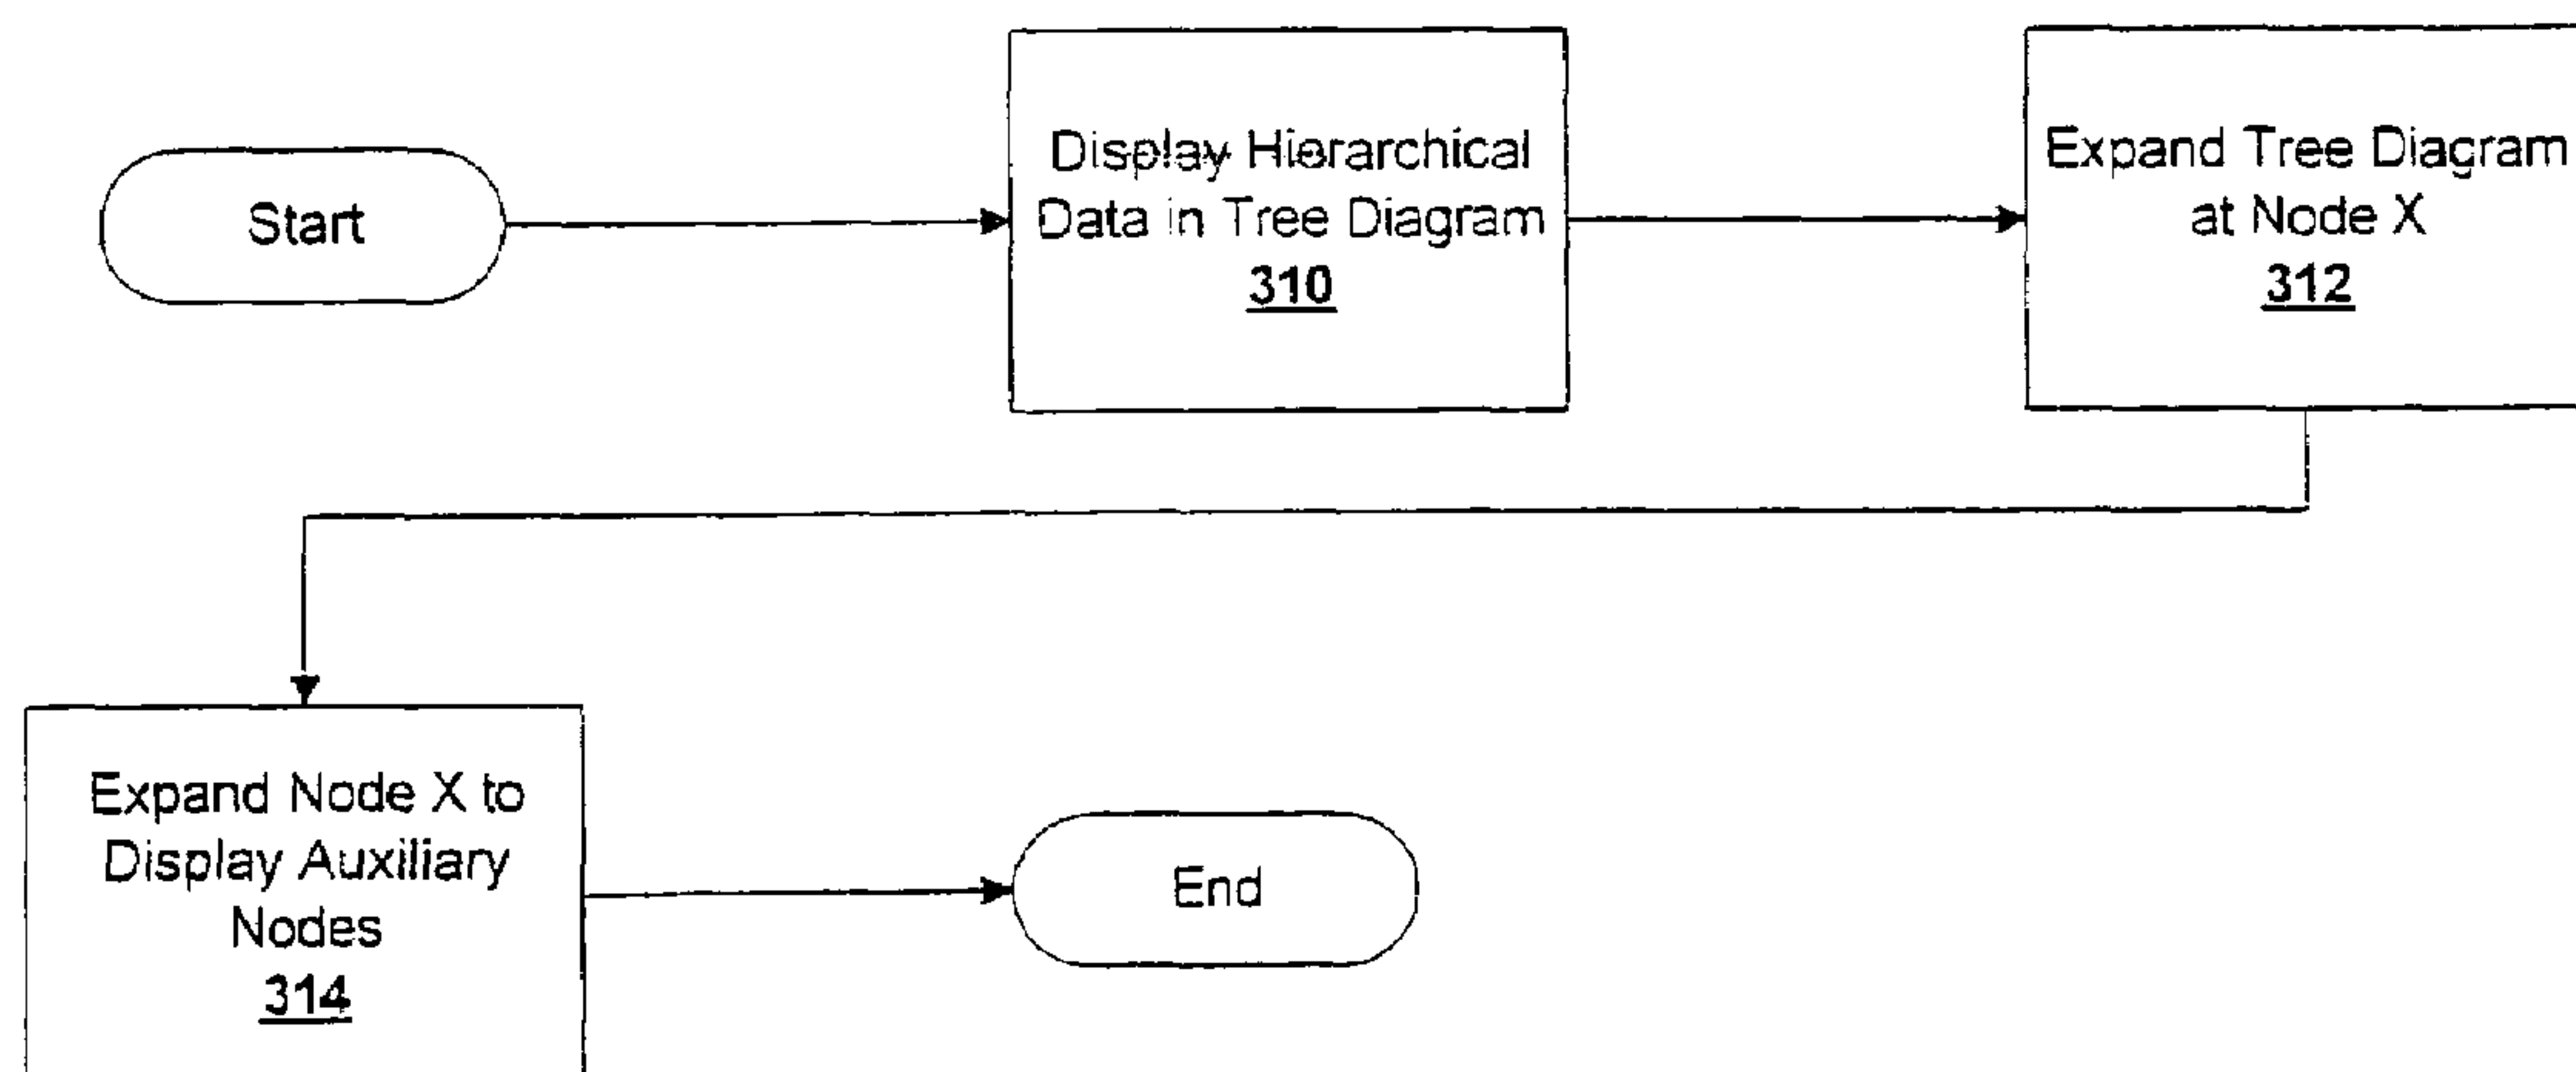 Start
Display Hierarchical
Data in Tree Diagram
310
Expand Tree Diagram
at Node X
312
Expand Node X to
Display Auxiliary
Nodes
314
End